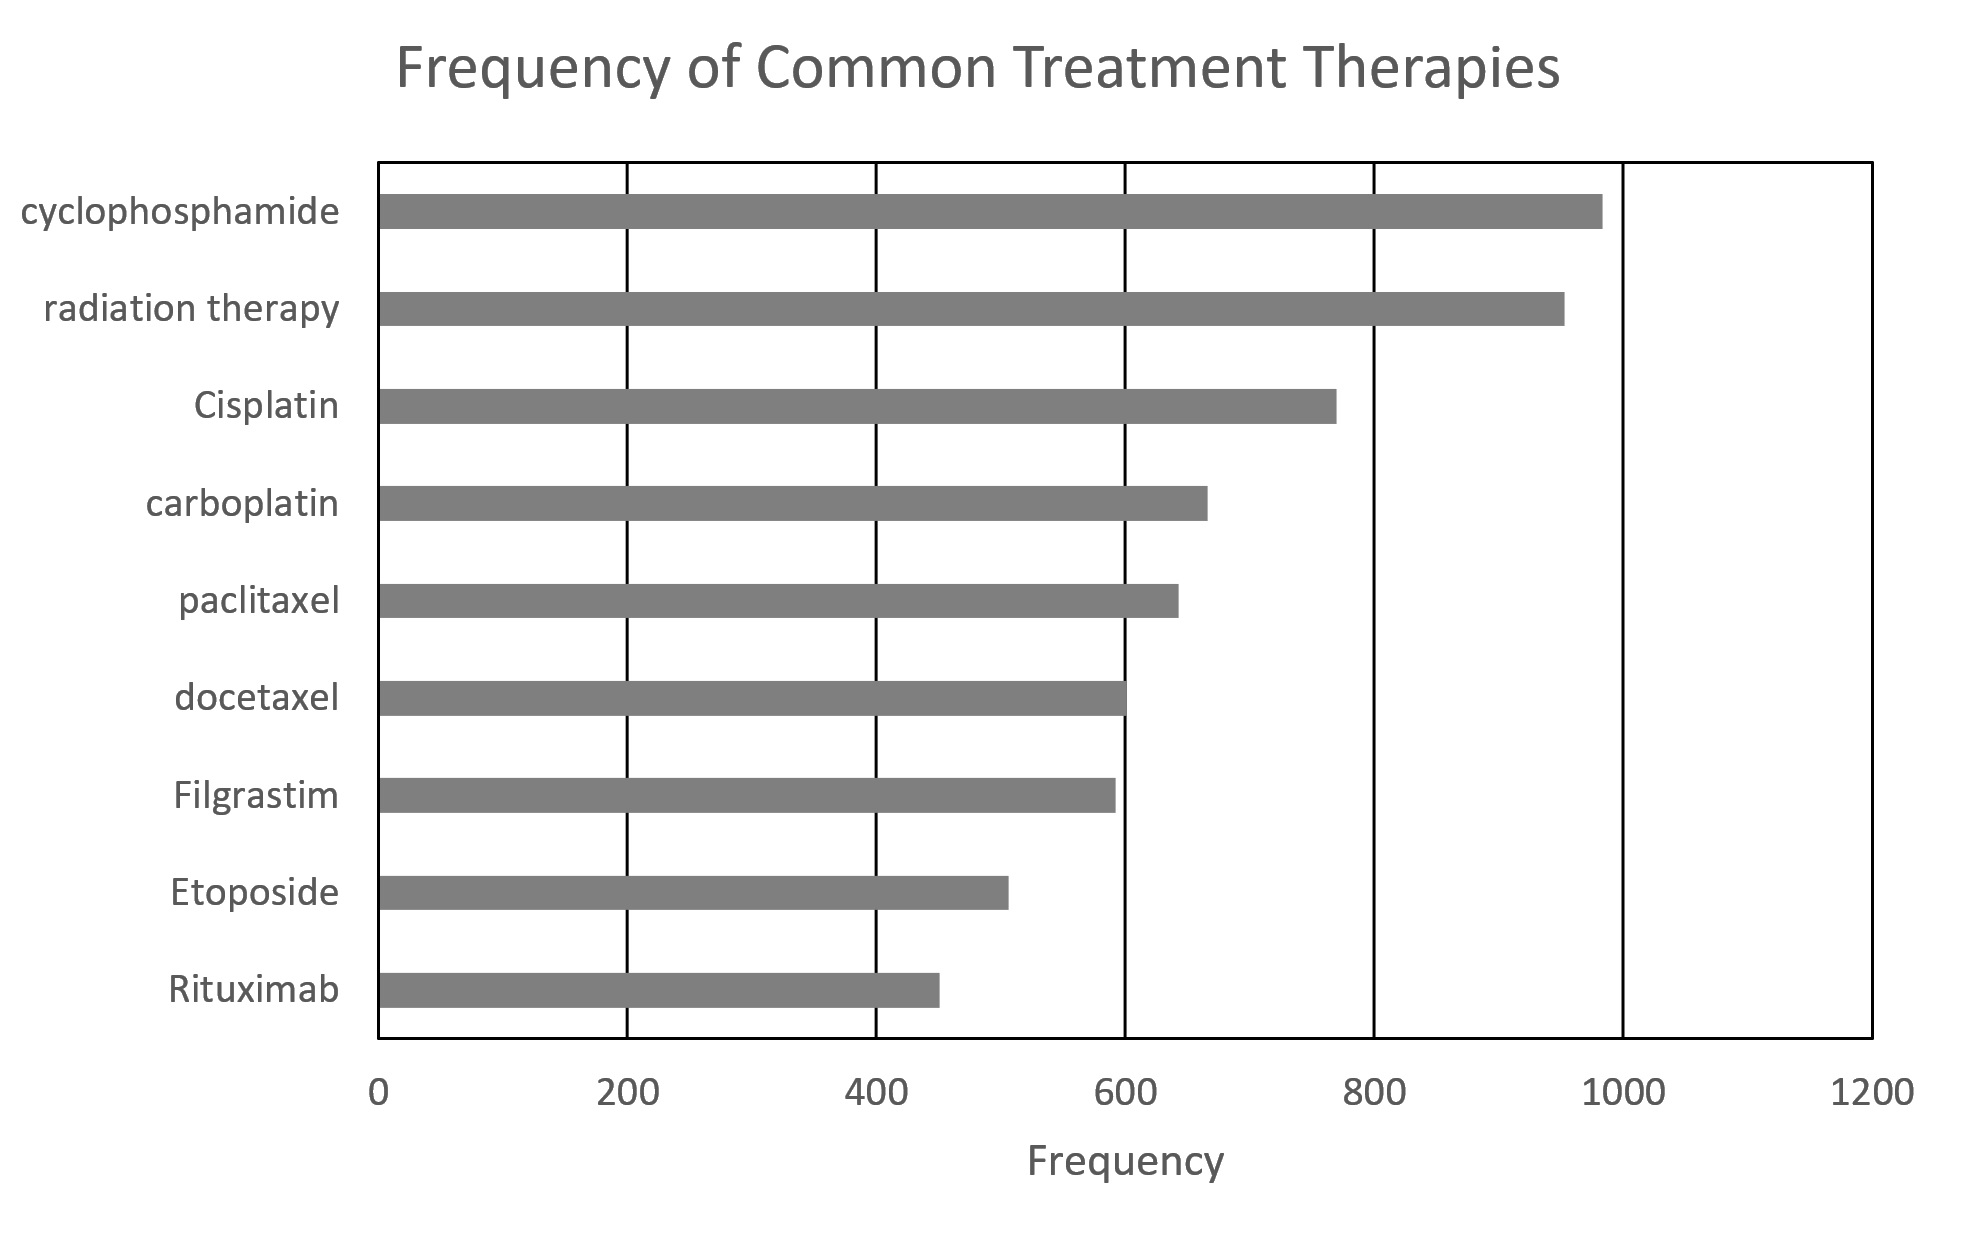 Frequency of Common Treatment Therapies
cyclophosphamide
radiation therapy
Cisplatin
carboplatin
paclitaxel
docetaxel
Filgrastim
Etoposide
Rituximab
0 200 400 600 800 1000 1200
Frequency